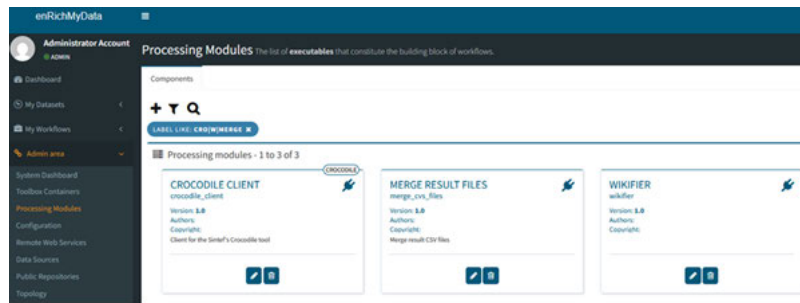 enRichMyData
Administrator Account
ADMIN
Dashboard
My Datasets
My Workflows
Admin area
System Dashboard
Toolbox Containers
Processing Modules
Configuration
Remote Web Services
Data Sources
Public Repositories
Topology
Processing Modules The list of executables that constitute the building block of workflows.
Components
LABEL LIKE: CRO|W|MERGE ✖
Processing modules - 1 to 3 of 3
CROCODILE
CROCODILE CLIENT
crocodile_client
Version: 1.0
Authors:
Copyright:
Client for the Sintef's Crocodile tool
MERGE RESULT FILES
merge_cvs_files
Version: 1.0
Authors:
Copyright:
Merge result CSV files
WIKIFIER
wikifier
Version: 1.0
Authors:
Copyright: